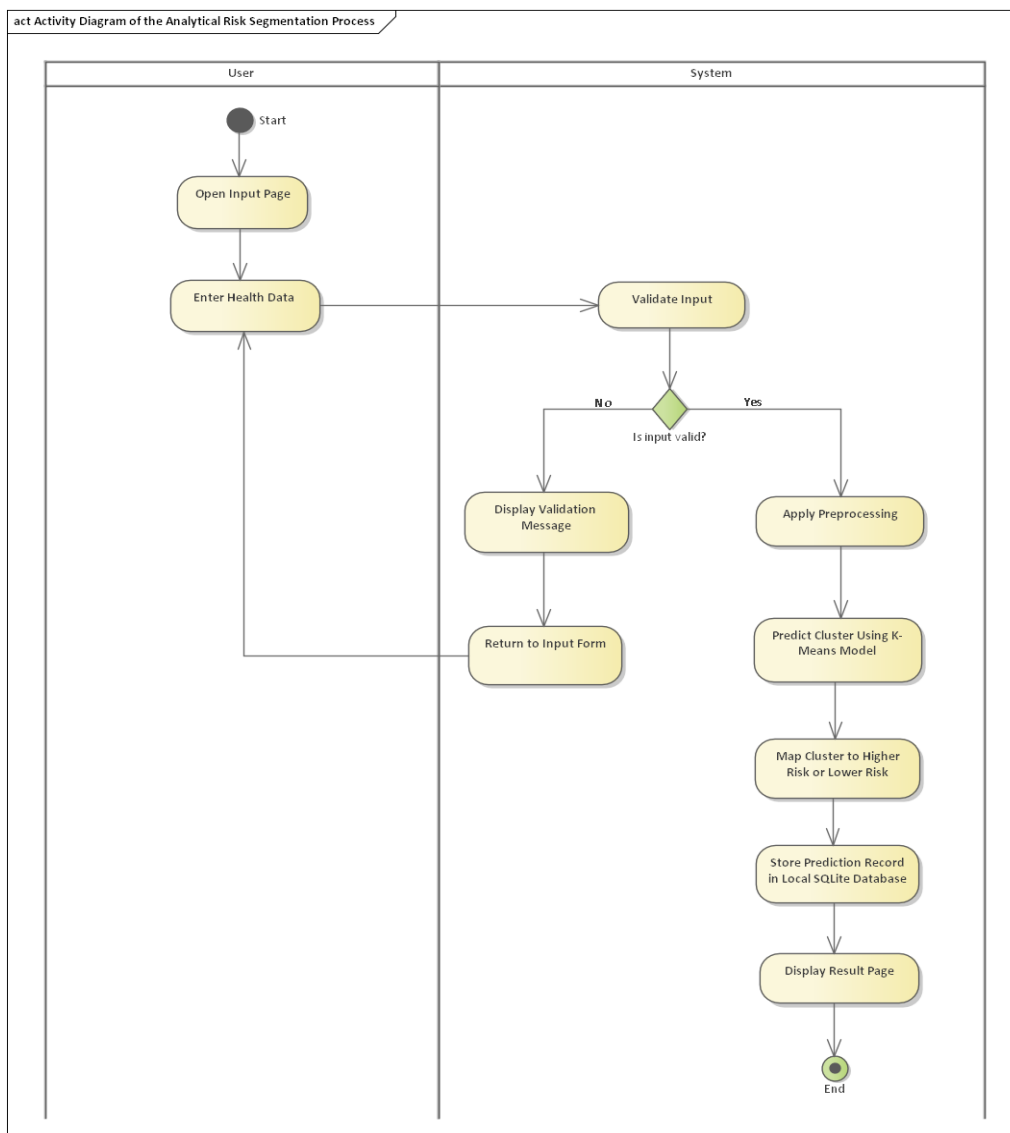 act Activity Diagram of the Analytical Risk Segmentation Process
User
System
Start
Open Input Page
Enter Health Data
Validate Input
No
Yes
Is input valid?
Display Validation
Message
Apply Preprocessing
Return to Input Form
Predict Cluster Using K-
Means Model
Map Cluster to Higher
Risk or Lower Risk
Store Prediction Record
in Local SQLite Database
Display Result Page
End